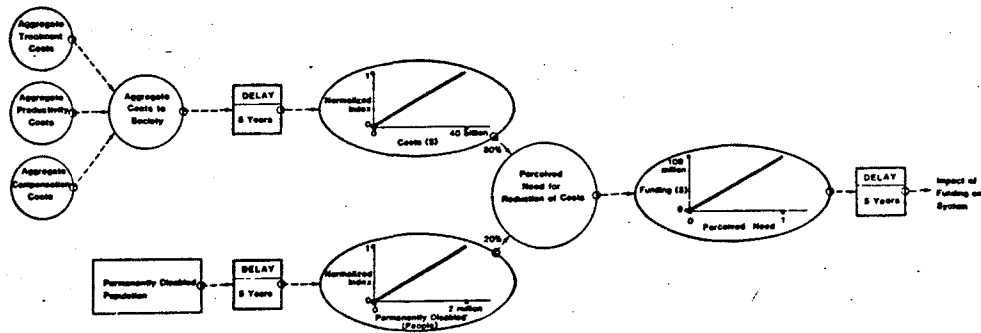 Aggregate
Treatment
Costs
Aggregate
Productivity
Costs
Aggregate
Compensation
Costs
Aggregate
Costs to
Society
DELAY
5 Years
1
Normalized
Index
0
0
40 billion
Costs ($)
80%
Perceived
Need for
Reduction of Costs
100
million
Funding ($)
0
0
1
Perceived Need
DELAY
5 Years
Impact of
Funding on
System
Permanently Disabled
Population
DELAY
5 Years
1
Normalized
Index
0
0
2 million
Permanently Disabled
(People)
20%